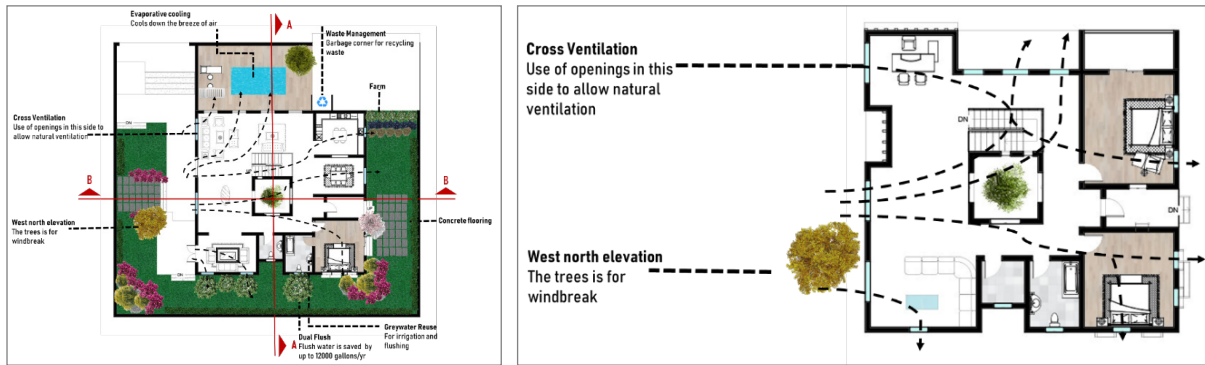 Evaporative cooling
Cools down the breeze of air
A
Waste Management
Garbage corner for recycling
waste
Farm
Cross Ventilation
Use of openings in this side to
allow natural ventilation
DN
B
B
UP
West north elevation
The trees is for
windbreak
Concrete flooring
DN
Dual Flush
Flush water is saved by
up to 12000 gallons/yr
A
Greywater Reuse
For irrigation and
flushing
Cross Ventilation
Use of openings in this
side to allow natural
ventilation
DN
DN
West north elevation
The trees is for
windbreak